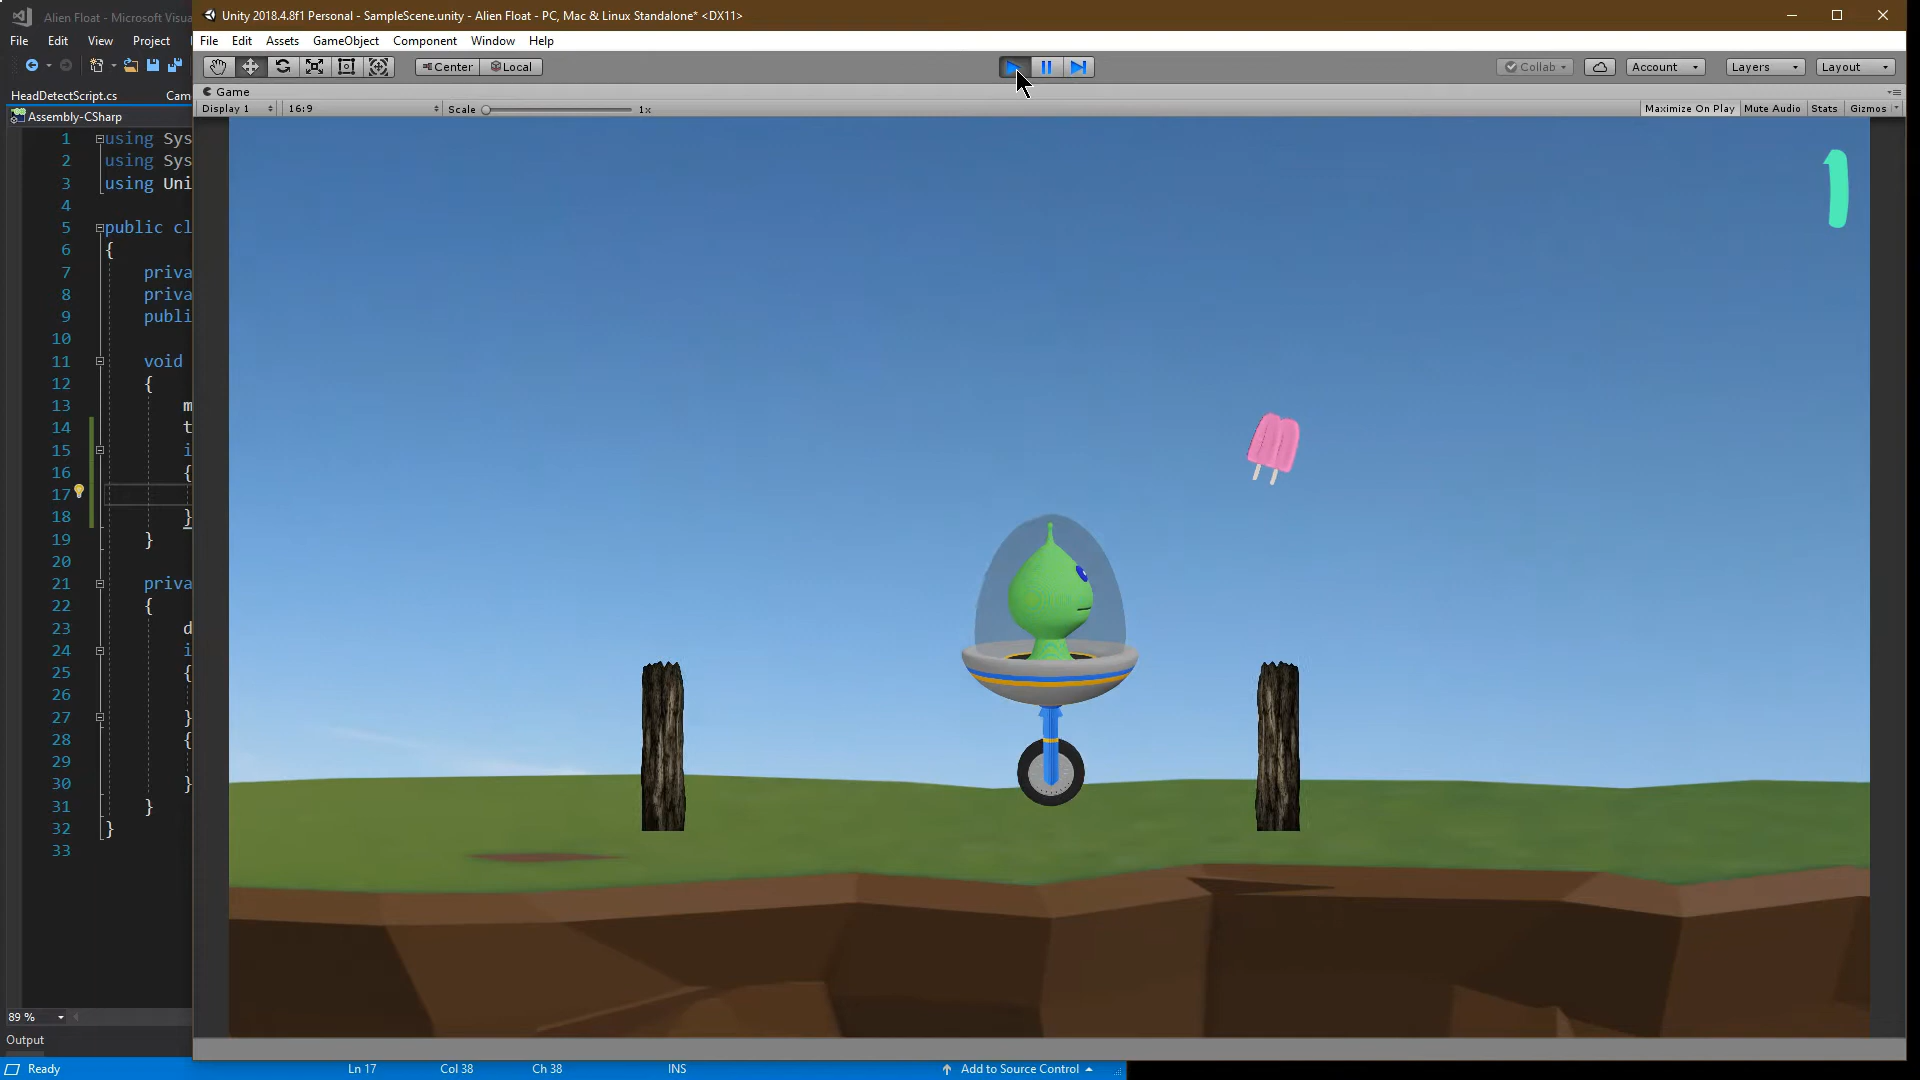 Alien Float - Microsoft Visua
File Edit View Project
HeadDetectScript.cs Cam
Assembly-CSharp
1 using Sys
2 using Sys
3 using Uni
4
5 public cl
6 {
7 priva
8 priva
9 publi
10
11 void
12 {
13 m
14 t
15 i
16 {
17
18 }
19 }
20
21 priva
22 {
23 d
24 i
25 {
26
27 }
28 {
29
30 }
31 }
32 }
33
89 %
Output
Ready Ln 17 Col 38 Ch 38 INS Add to Source Control
Unity 2018.4.8f1 Personal - SampleScene.unity - Alien Float - PC, Mac & Linux Standalone* <DX11>
File Edit Assets GameObject Component Window Help
Center Local Collab Account Layers Layout
Game
Display 1 16:9 Scale 1x Maximize On Play Mute Audio Stats Gizmos
1